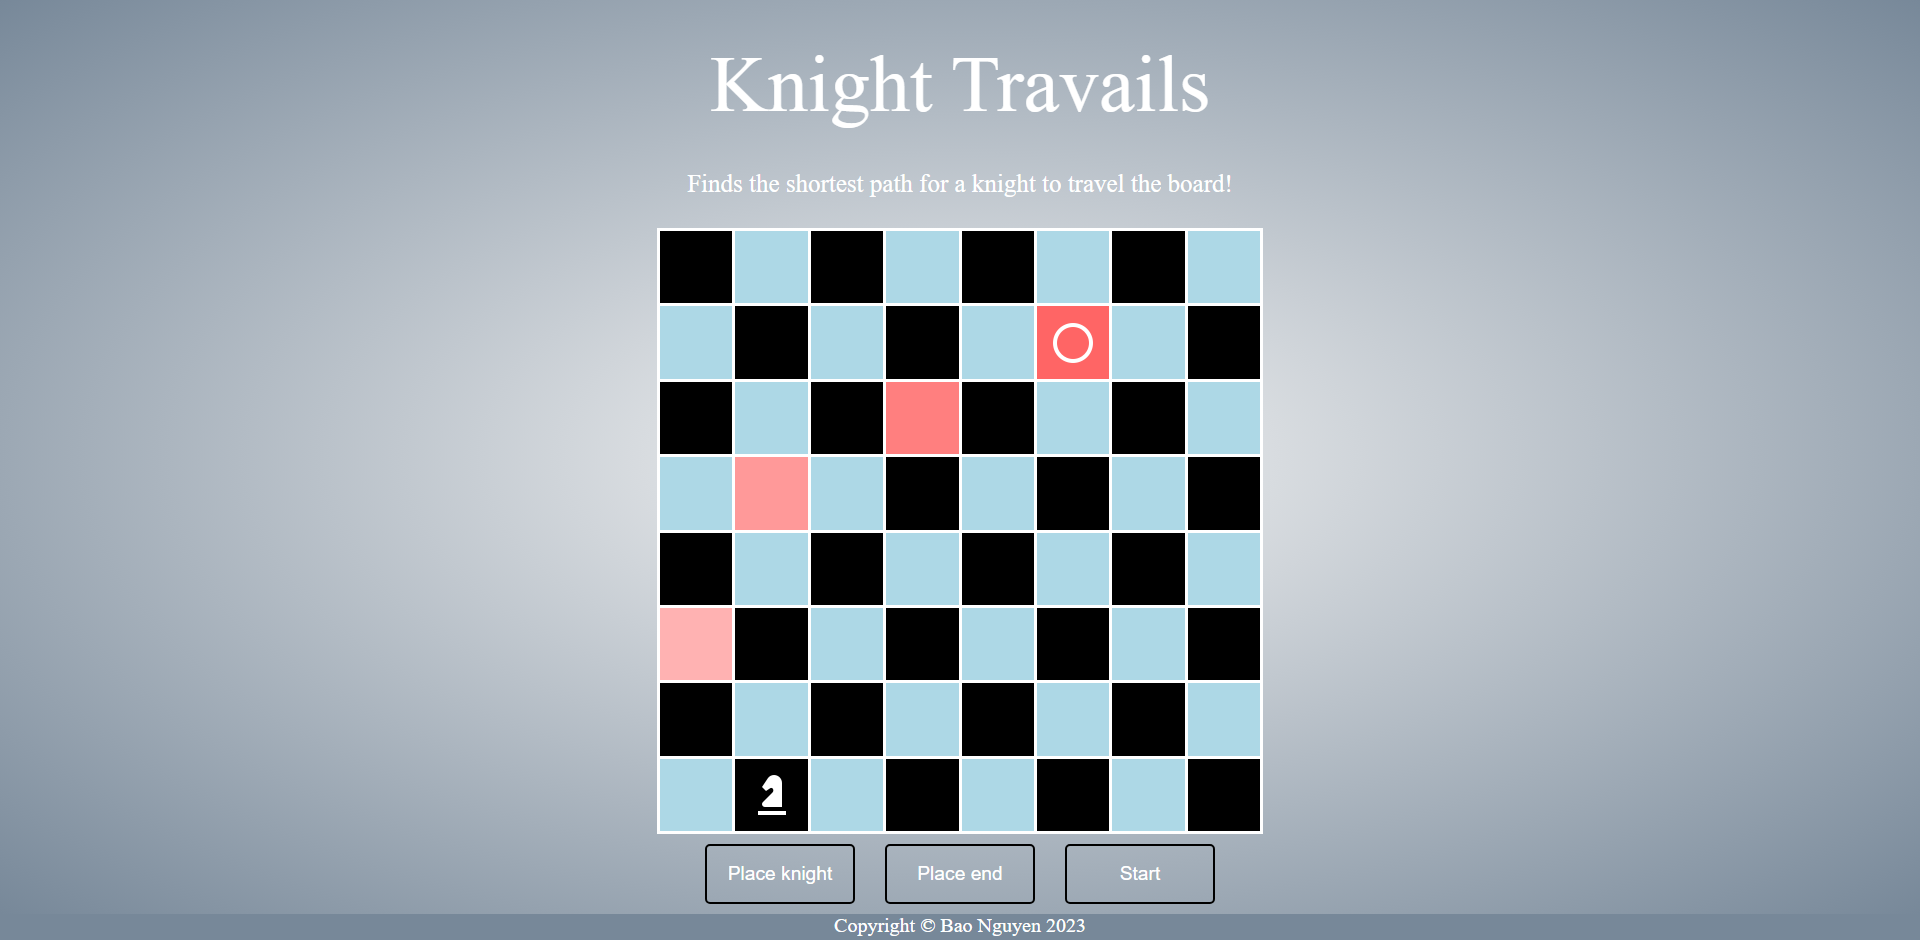 Knight Travails
Finds the shortest path for a knight to travel the board!
Place knight
Place end
Start
Copyright © Bao Nguyen 2023